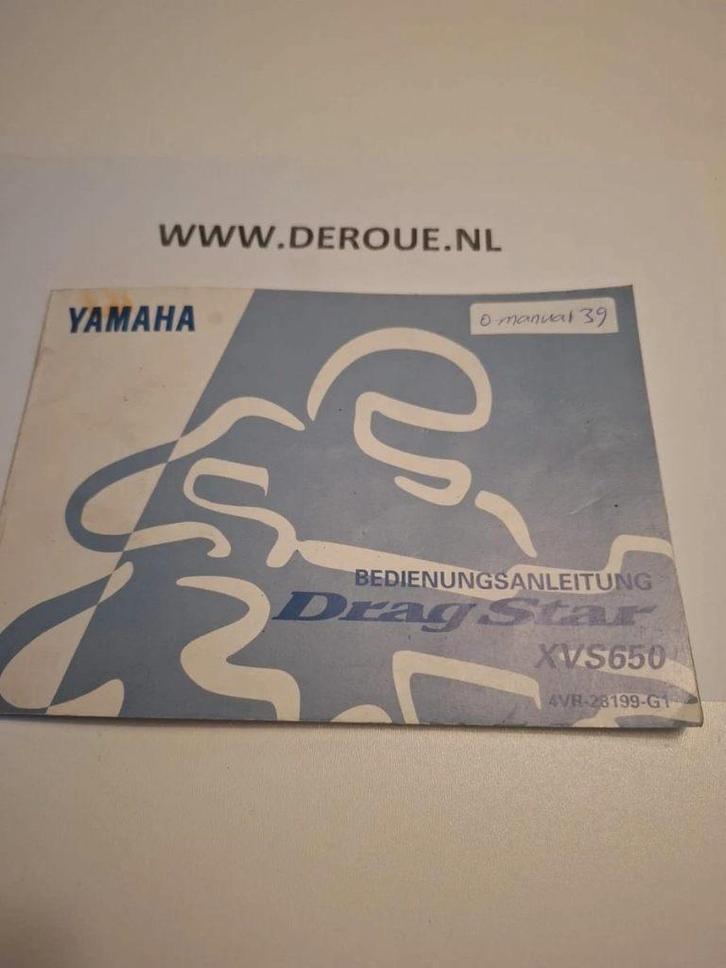 WWW.DEROUE.NL
YAMAHA
O-manual 39
BEDIENUNGSANLEITUNG
Drag Star
XVS650
4VR-28199-G1